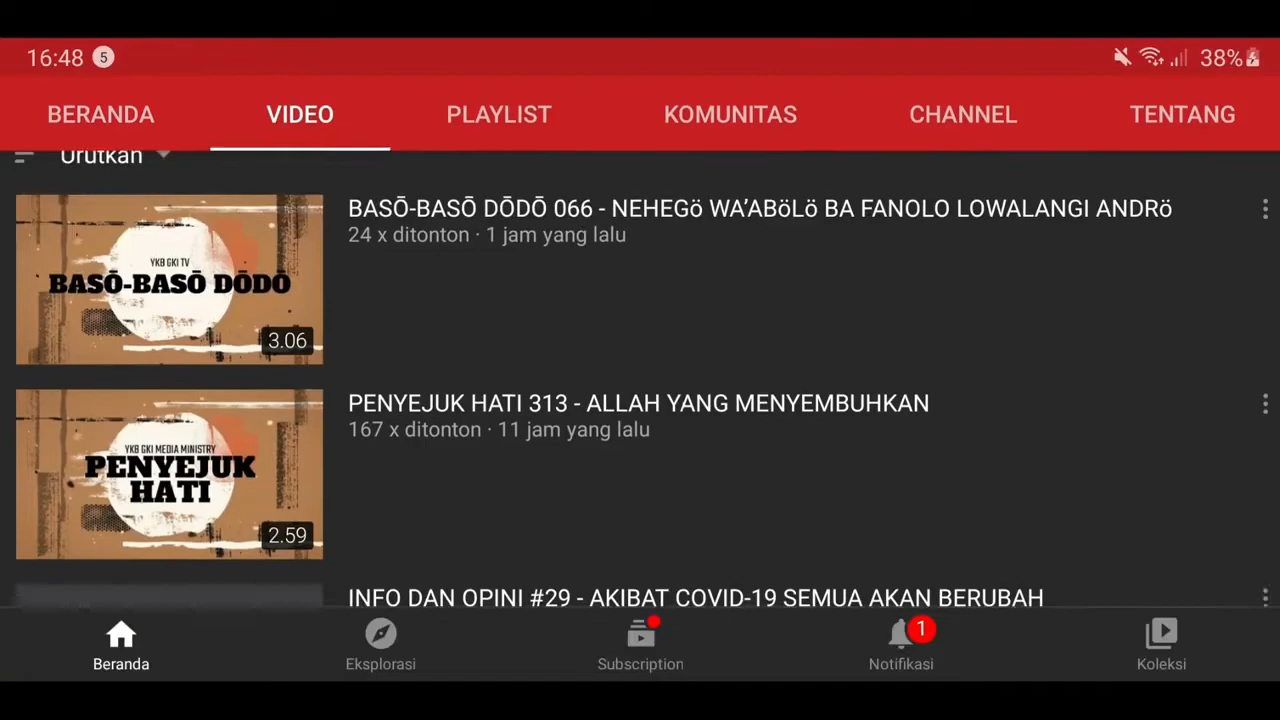 16:48 5 38%
BERANDA VIDEO PLAYLIST KOMUNITAS CHANNEL TENTANG
Urutkan
BASŌ-BASŌ DŌDŌ 066 - NEHEGö WA’ABöLö BA FANOLO LOWALANGI ANDRö
24 x ditonton · 1 jam yang lalu
YKB GKI TV
BASŌ-BASŌ DŌDŌ
3.06
PENYEJUK HATI 313 - ALLAH YANG MENYEMBUHKAN
167 x ditonton · 11 jam yang lalu
YKB GKI MEDIA MINISTRY
PENYEJUK
HATI
2.59
INFO DAN OPINI #29 - AKIBAT COVID-19 SEMUA AKAN BERUBAH
1
Beranda Eksplorasi Subscription Notifikasi Koleksi